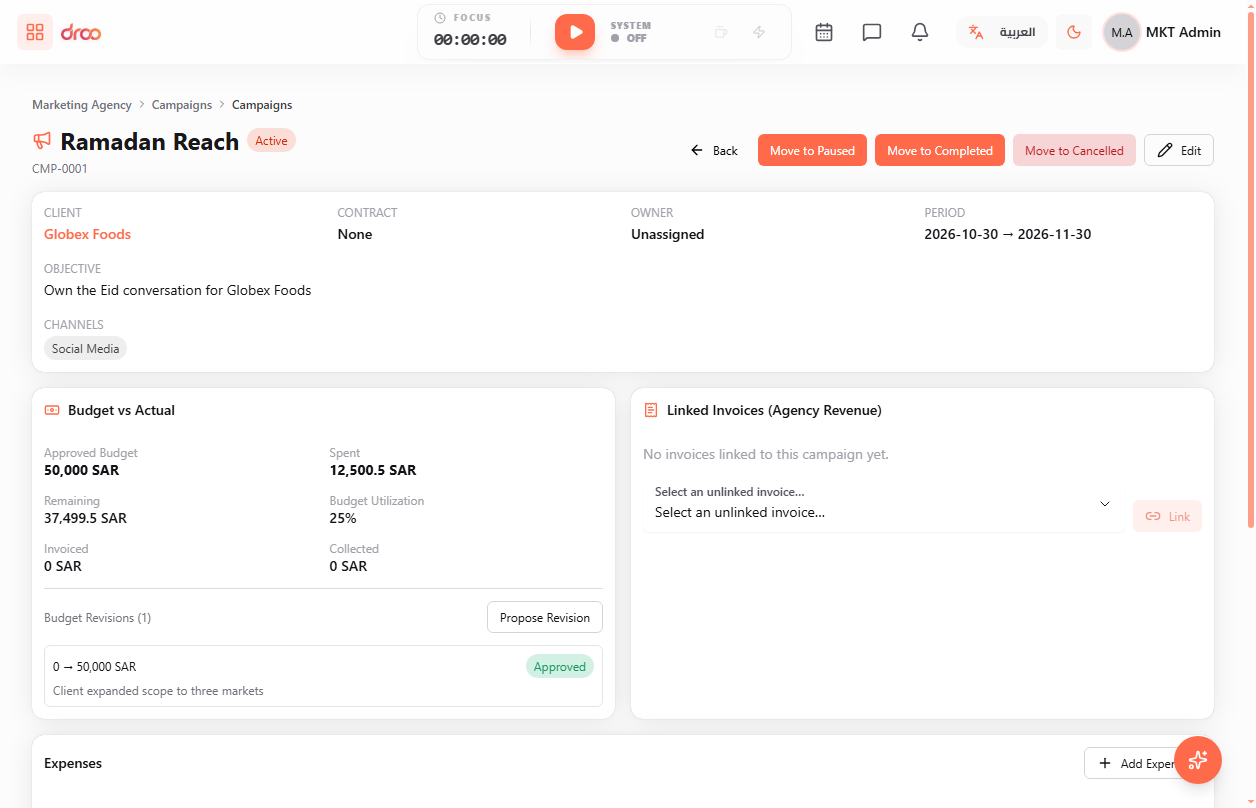 droo
FOCUS
00:00:00
SYSTEM
OFF
العربية
M.A
MKT Admin
Marketing Agency > Campaigns > Campaigns
Ramadan Reach
Active
CMP-0001
Back
Move to Paused
Move to Completed
Move to Cancelled
Edit
CLIENT
Globex Foods
CONTRACT
None
OWNER
Unassigned
PERIOD
2026-10-30 → 2026-11-30
OBJECTIVE
Own the Eid conversation for Globex Foods
CHANNELS
Social Media
Budget vs Actual
Approved Budget
50,000 SAR
Spent
12,500.5 SAR
Remaining
37,499.5 SAR
Budget Utilization
25%
Invoiced
0 SAR
Collected
0 SAR
Budget Revisions (1)
Propose Revision
0 → 50,000 SAR
Approved
Client expanded scope to three markets
Linked Invoices (Agency Revenue)
No invoices linked to this campaign yet.
Select an unlinked invoice...
Select an unlinked invoice...
Link
Expenses
Add Exper